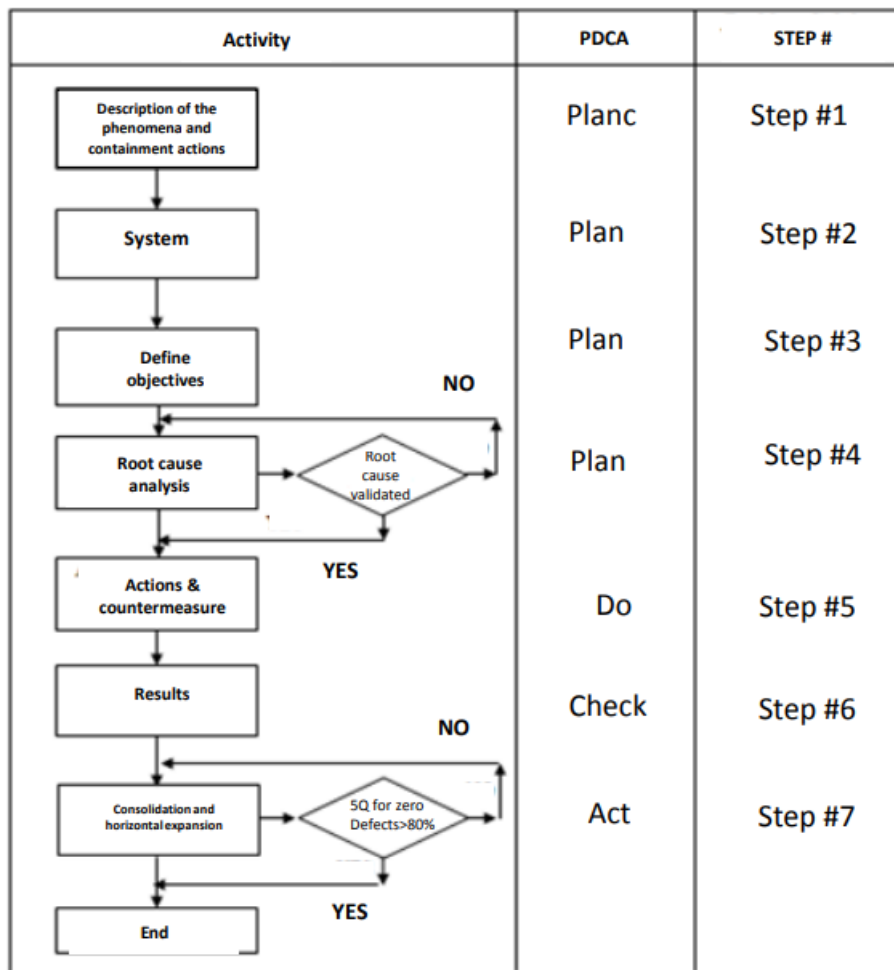 Activity
PDCA
STEP #
Description of the
phenomena and
containment actions
Planc
Step #1
System
Plan
Step #2
Define
objectives
Plan
Step #3
NO
Root cause
analysis
Root
cause
validated
Plan
Step #4
YES
Actions &
countermeasure
Do
Step #5
Results
Check
Step #6
NO
Consolidation and
horizontal expansion
5Q for zero
Defects>80%
Act
Step #7
YES
End